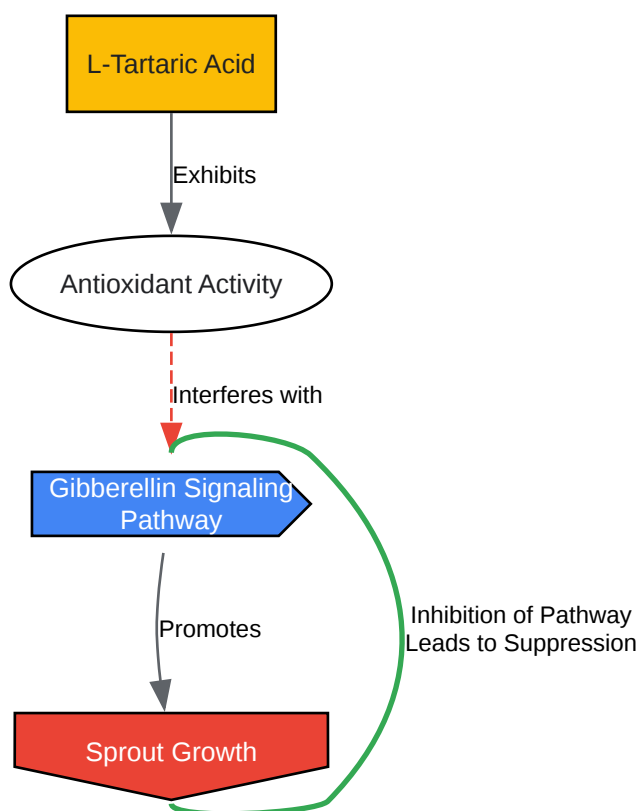 L-Tartaric Acid
Exhibits
Antioxidant Activity
Interferes with
Gibberellin Signaling
Pathway
Promotes
Inhibition of Pathway
Leads to Suppression
Sprout Growth